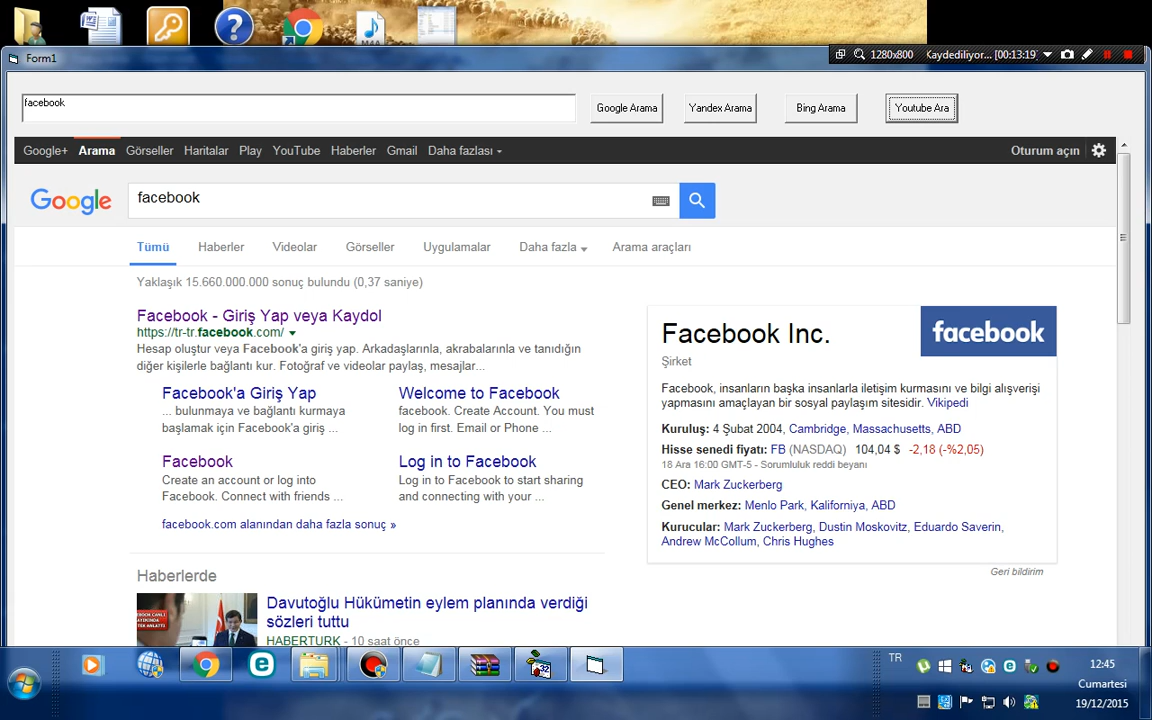 Form1
1280x800 Kaydediliyor... [00:13:19]
facebook
Google Arama Yandex Arama Bing Arama Youtube Ara
Google+ Arama Görseller Haritalar Play YouTube Haberler Gmail Daha fazlası Oturum açın
Google facebook
Tümü Haberler Videolar Görseller Uygulamalar Daha fazla Arama araçları
Yaklaşık 15.660.000.000 sonuç bulundu (0,37 saniye)
Facebook - Giriş Yap veya Kaydol
https://tr-tr.facebook.com/
Hesap oluştur veya Facebook'a giriş yap. Arkadaşlarınla, akrabalarınla ve tanıdığın
diğer kişilerle bağlantı kur. Fotoğraf ve videolar paylaş, mesajlar...
Facebook'a Giriş Yap
... bulunmaya ve bağlantı kurmaya
başlamak için Facebook'a giriş ...
Welcome to Facebook
facebook. Create Account. You must
log in first. Email or Phone ...
Facebook
Create an account or log into
Facebook. Connect with friends ...
Log in to Facebook
Log in to Facebook to start sharing
and connecting with your ...
facebook.com alanından daha fazla sonuç »
Haberlerde
Davutoğlu Hükümetin eylem planında verdiği
sözleri tuttu
HABERTURK - 10 saat önce
Facebook Inc.
Şirket
facebook
Facebook, insanların başka insanlarla iletişim kurmasını ve bilgi alışverişi
yapmasını amaçlayan bir sosyal paylaşım sitesidir. Vikipedi
Kuruluş: 4 Şubat 2004, Cambridge, Massachusetts, ABD
Hisse senedi fiyatı: FB (NASDAQ) 104,04 $ -2,18 (-%2,05)
18 Ara 16:00 GMT-5 - Sorumluluk reddi beyanı
CEO: Mark Zuckerberg
Genel merkez: Menlo Park, Kaliforniya, ABD
Kurucular: Mark Zuckerberg, Dustin Moskovitz, Eduardo Saverin,
Andrew McCollum, Chris Hughes
Geri bildirim
TR
12:45
Cumartesi
19/12/2015